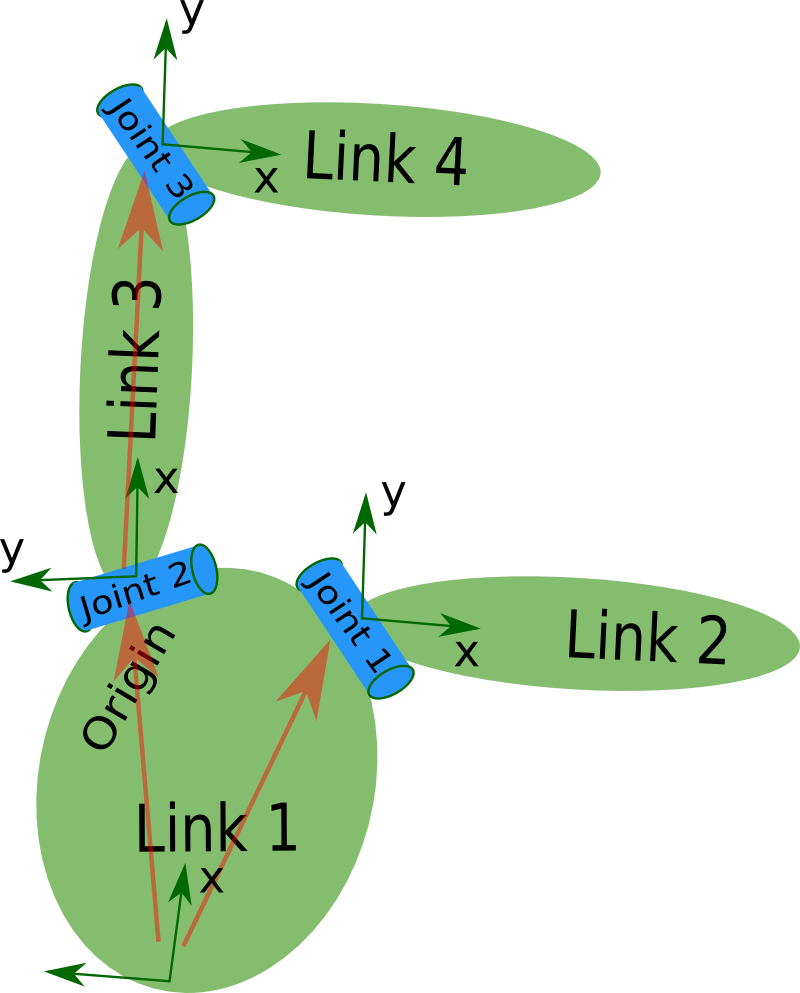 y
Joint 3
x
Link 4
Link 3
x
y
y
Joint 2
Joint 1
x
Link 2
Origin
Link 1
x